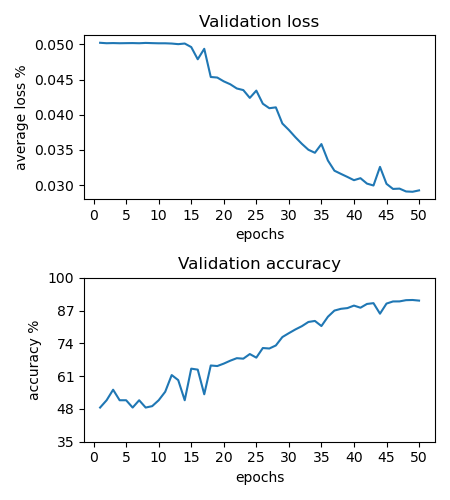 Validation loss
0.050
0.045
0.040
0.035
0.030
average loss %
0 5 10 15 20 25 30 35 40 45 50
epochs
Validation accuracy
100
87
74
61
48
35
accuracy %
0 5 10 15 20 25 30 35 40 45 50
epochs